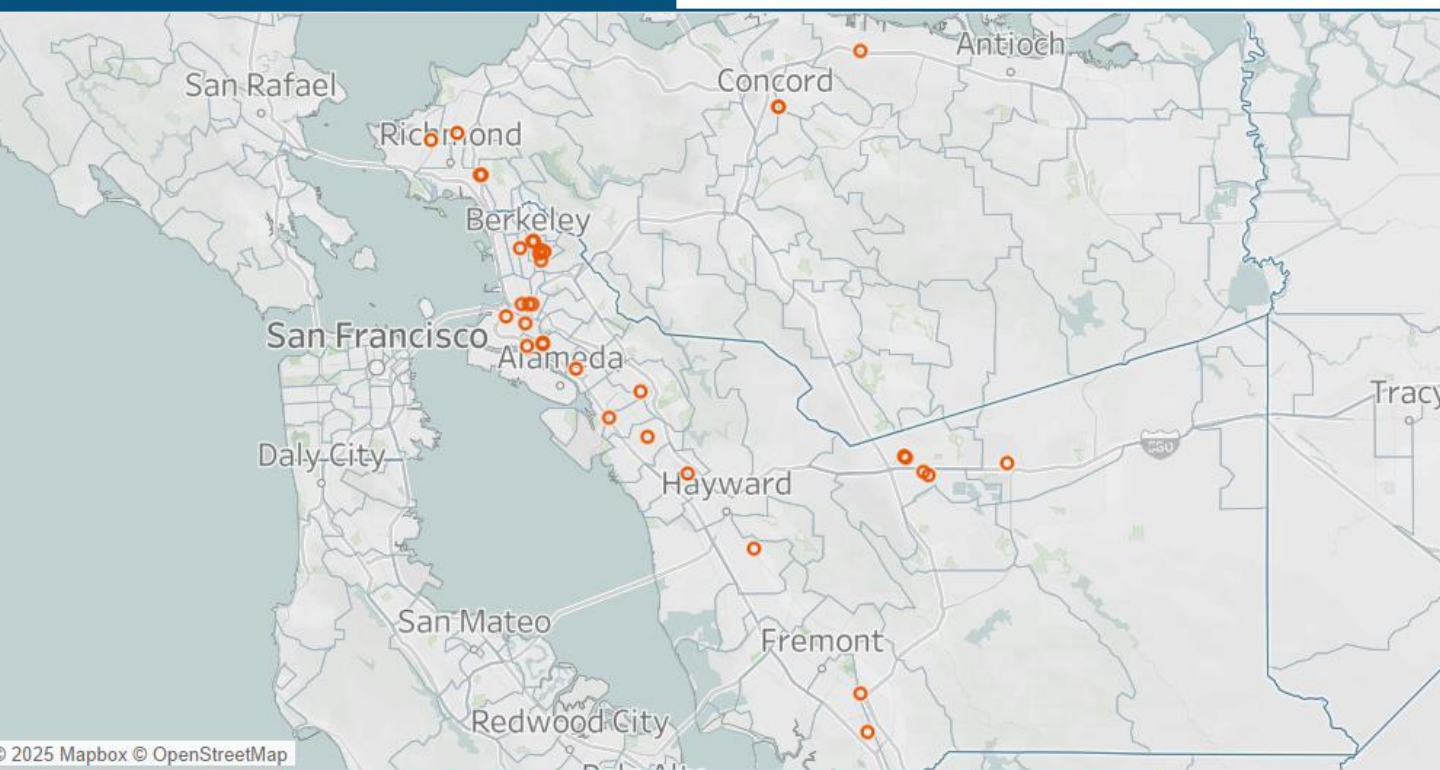 Antioch
Concord
San Rafael
Richmond
Berkeley
San Francisco
Alameda
Tracy
Daly City
580
Hayward
San Mateo
Fremont
Redwood City
© 2025 Mapbox © OpenStreetMap